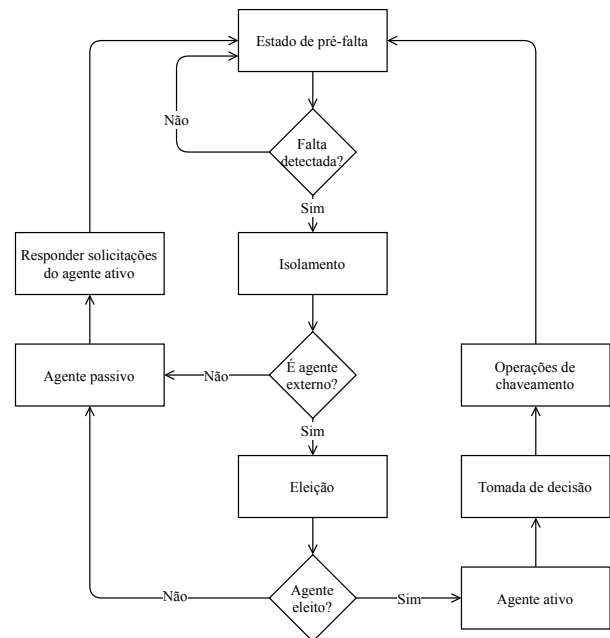 Estado de pré-falta
Não
Falta
detectada?
Sim
Responder solicitações
do agente ativo
Isolamento
Agente passivo
Não
É agente
externo?
Operações de
chaveamento
Sim
Eleição
Tomada de decisão
Não
Agente
eleito?
Sim
Agente ativo